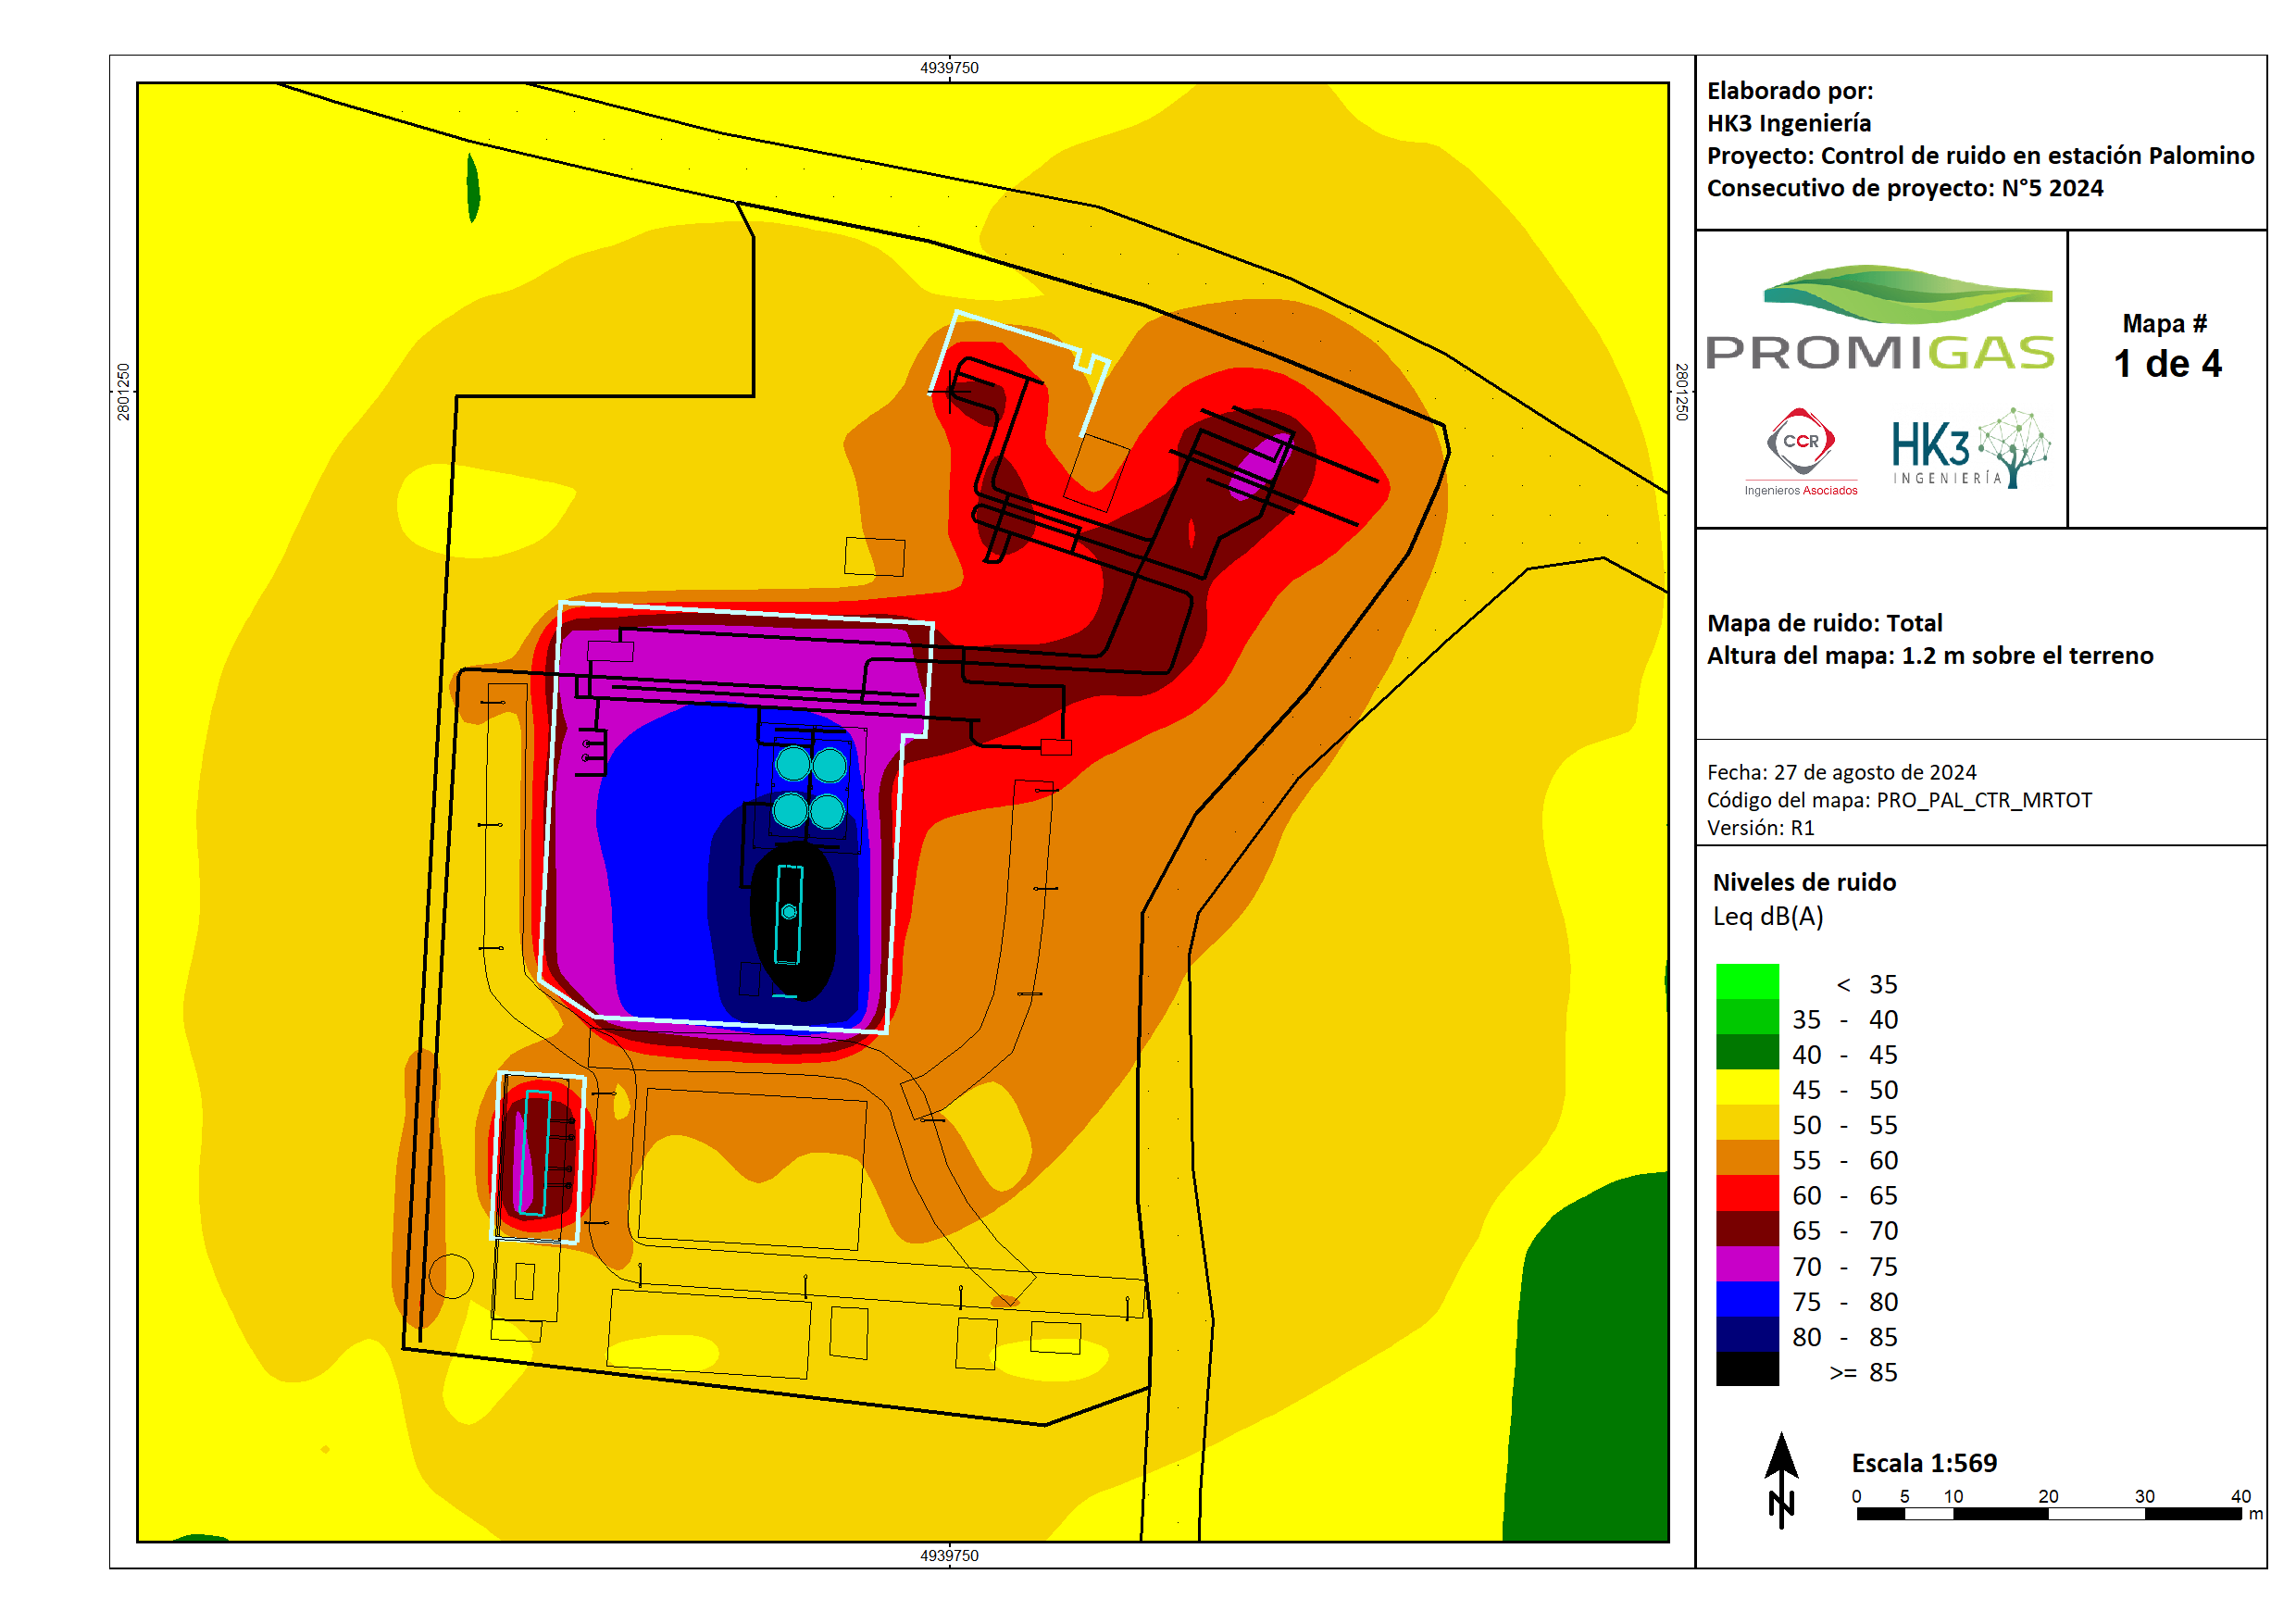 4939750
2801250
2801250
4939750
Elaborado por:
HK3 Ingeniería
Proyecto: Control de ruido en estación Palomino
Consecutivo de proyecto: N°5 2024
PROMIGAS
CCR
Ingenieros Asociados
HK3
INGENIERÍA
Mapa #
1 de 4
Mapa de ruido: Total
Altura del mapa: 1.2 m sobre el terreno
Fecha: 27 de agosto de 2024
Código del mapa: PRO_PAL_CTR_MRTOT
Versión: R1
Niveles de ruido
Leq dB(A)
< 35
35 - 40
40 - 45
45 - 50
50 - 55
55 - 60
60 - 65
65 - 70
70 - 75
75 - 80
80 - 85
>= 85
N
Escala 1:569
0 5 10 20 30 40
m